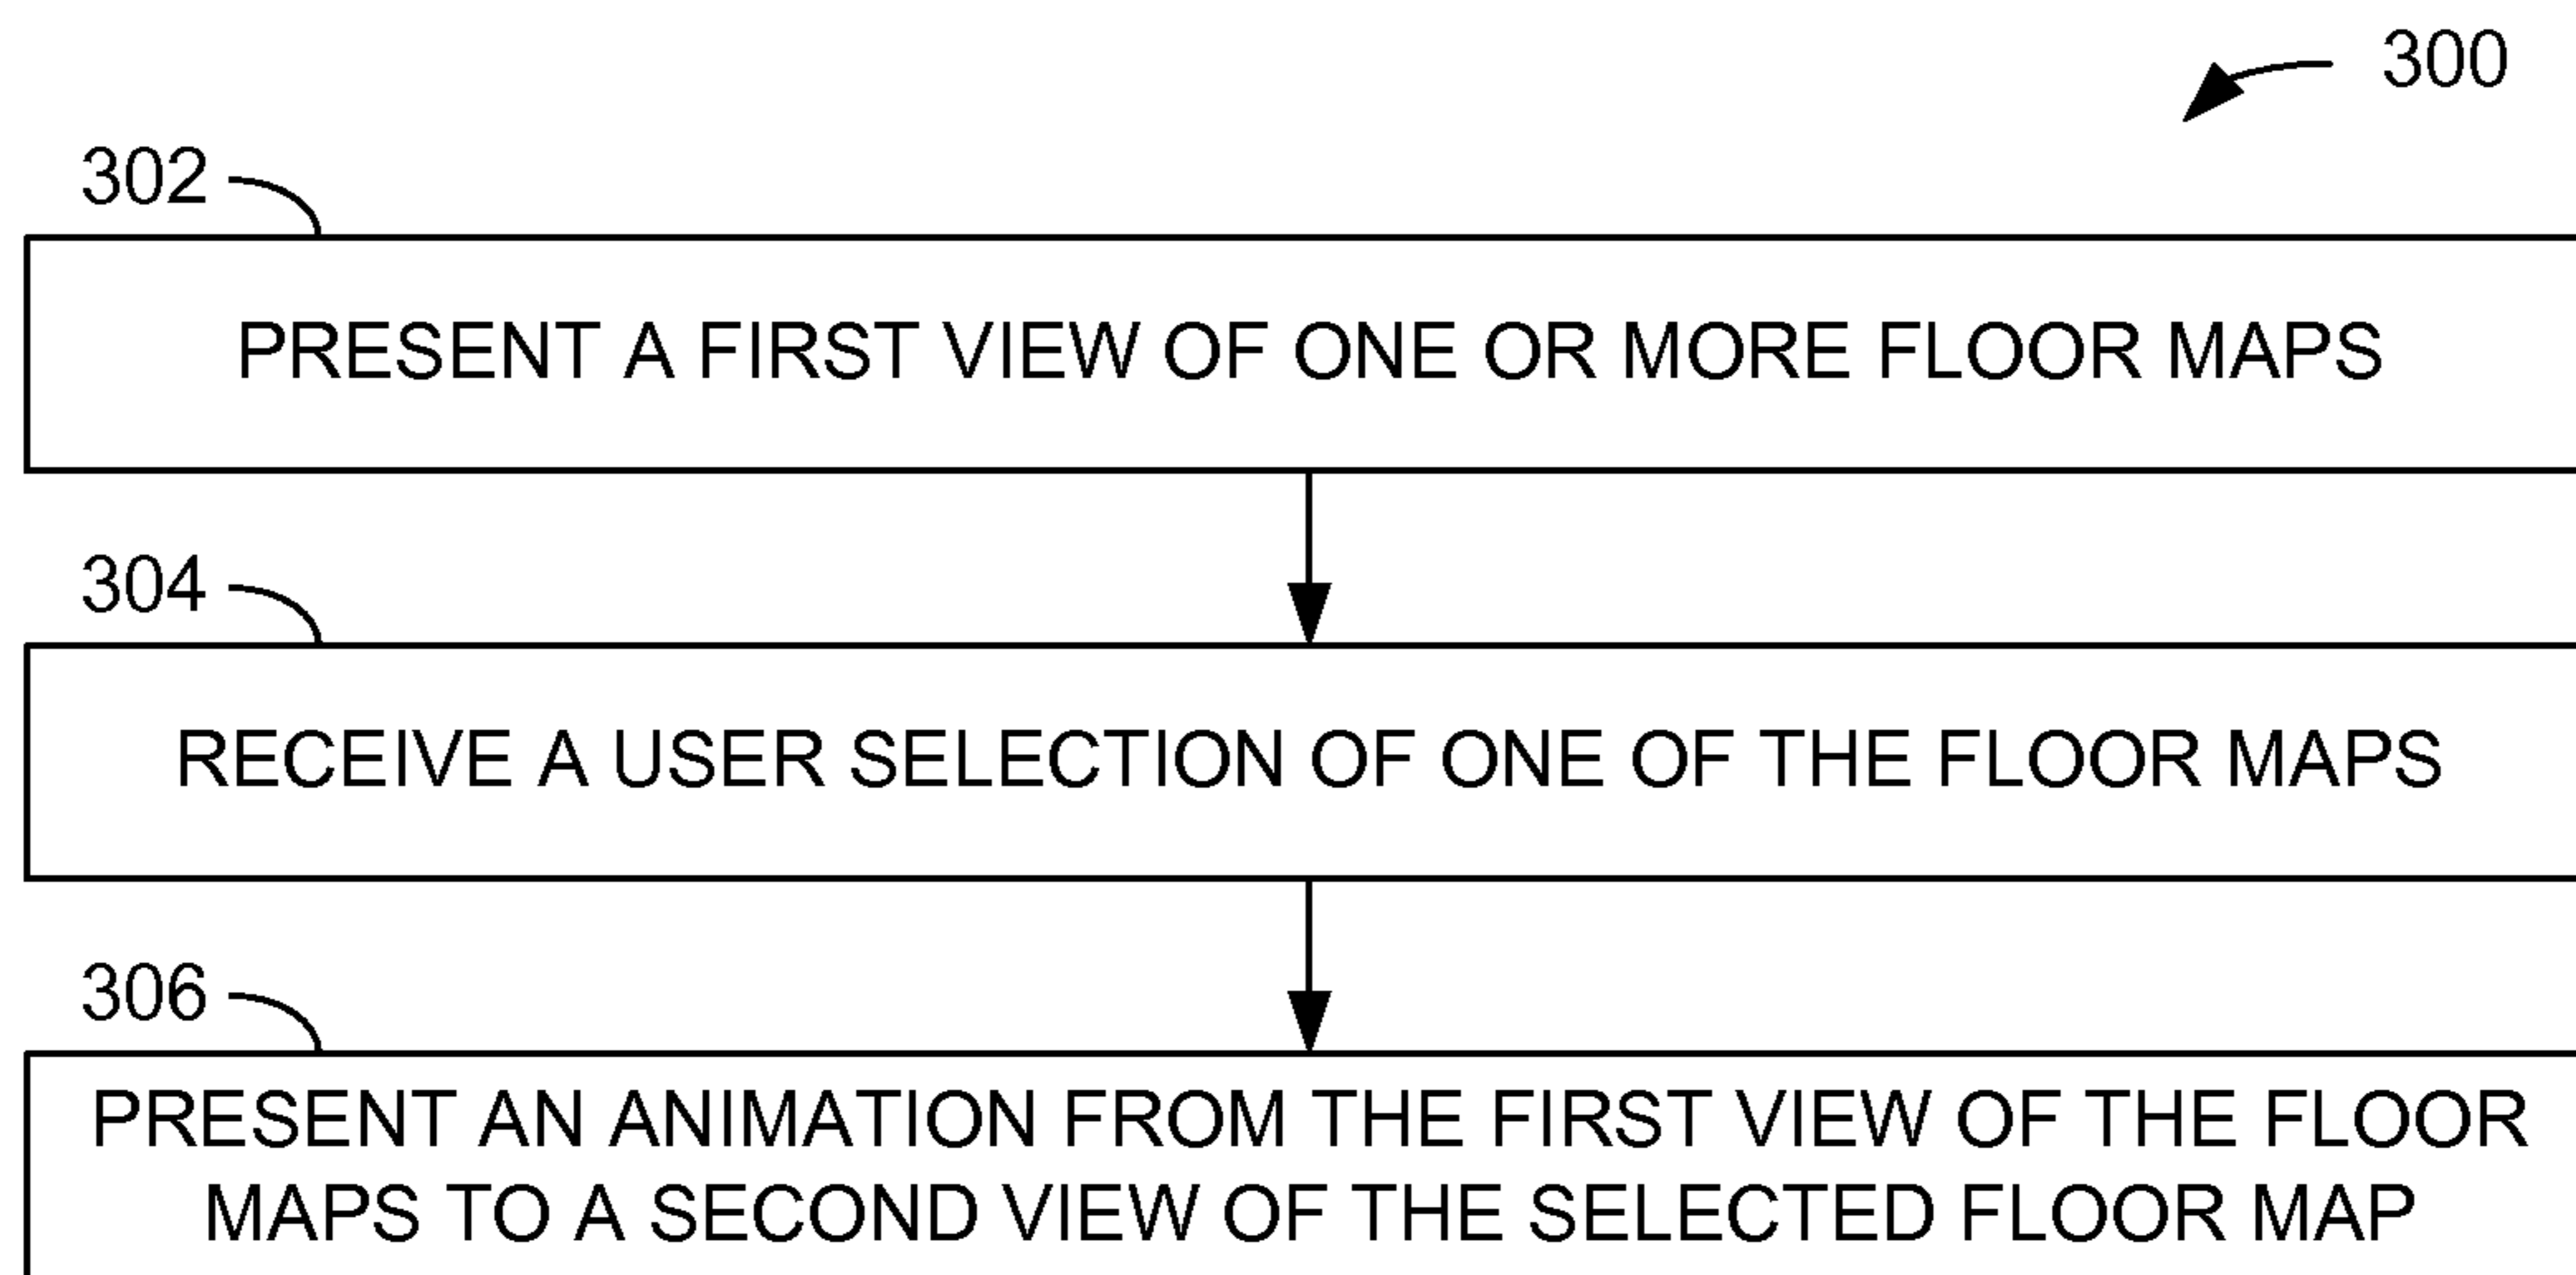 300
302
PRESENT A FIRST VIEW OF ONE OR MORE FLOOR MAPS
304
RECEIVE A USER SELECTION OF ONE OF THE FLOOR MAPS
306
PRESENT AN ANIMATION FROM THE FIRST VIEW OF THE FLOOR
MAPS TO A SECOND VIEW OF THE SELECTED FLOOR MAP